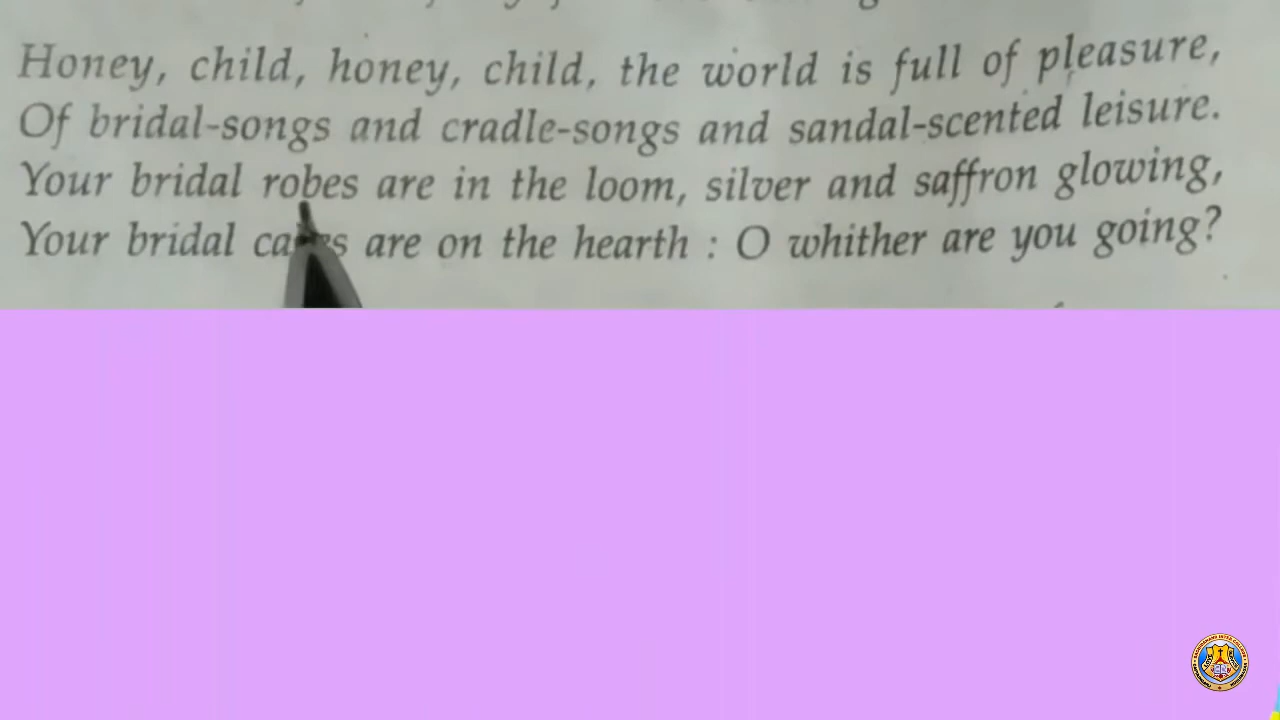 Honey, child, honey, child, the world is full of pleasure,
Of bridal-songs and cradle-songs and sandal-scented leisure.
Your bridal robes are in the loom, silver and saffron glowing,
Your bridal are on the hearth : O whither are you going?